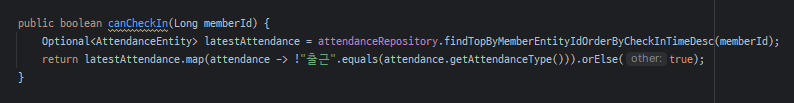 public boolean canCheckIn(Long memberId) {
Optional<AttendanceEntity> latestAttendance = attendanceRepository.findTopByMemberEntityIdOrderByCheckInTimeDesc(memberId);
return latestAttendance.map(attendance -> !"출근".equals(attendance.getAttendanceType())).orElse( other: true);
}